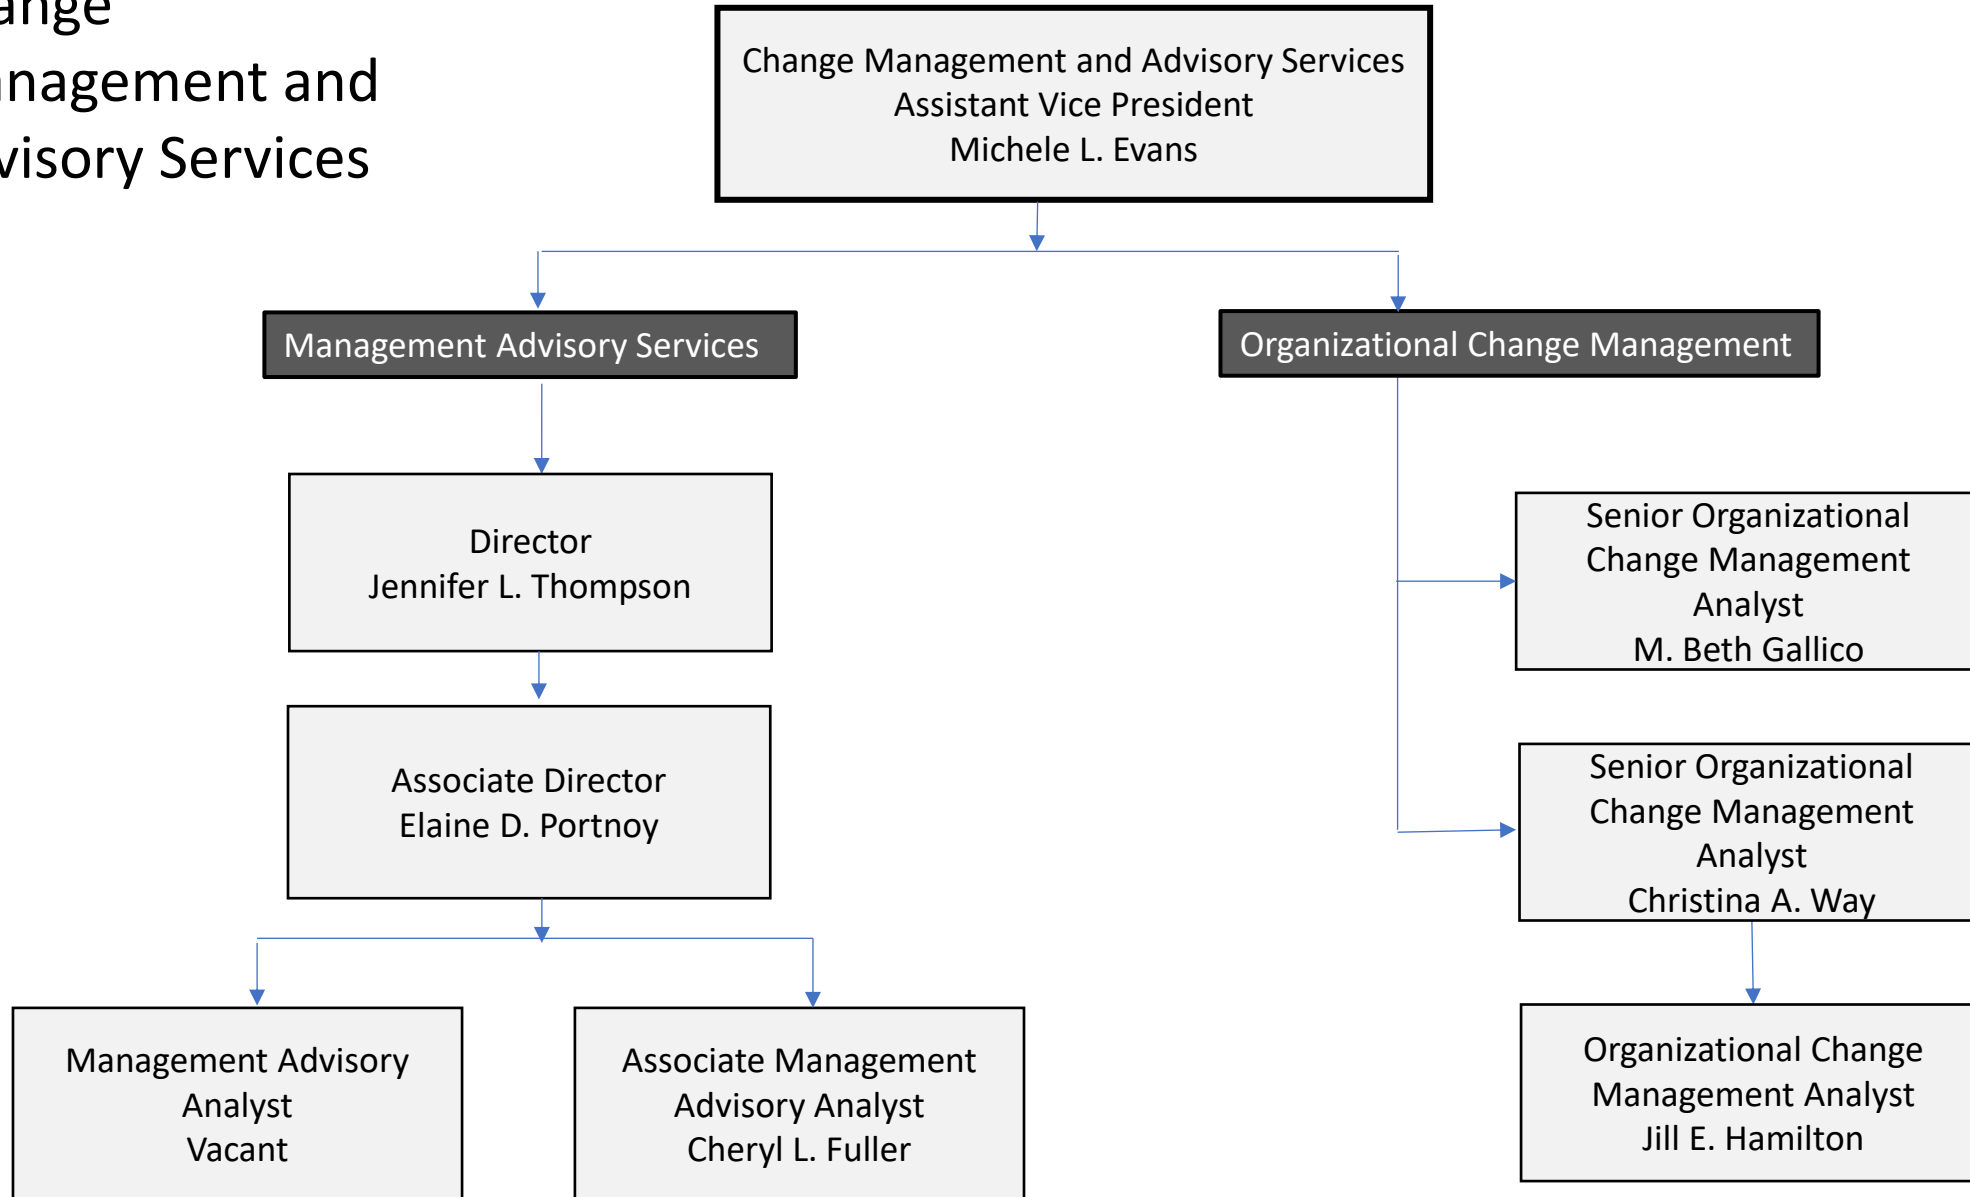 ange
nagement and
visory Services
Change Management and Advisory Services
Assistant Vice President
Michele L. Evans
Management Advisory Services
Organizational Change Management
Director
Jennifer L. Thompson
Senior Organizational
Change Management
Analyst
M. Beth Gallico
Associate Director
Elaine D. Portnoy
Senior Organizational
Change Management
Analyst
Christina A. Way
Management Advisory
Analyst
Vacant
Associate Management
Advisory Analyst
Cheryl L. Fuller
Organizational Change
Management Analyst
Jill E. Hamilton